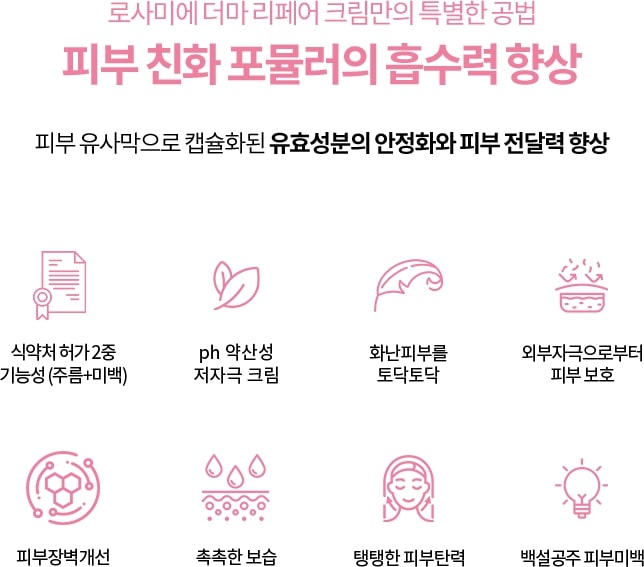 로사미에 더마 리페어 크림만의 특별한 공법
피부 친화 포뮬러의 흡수력 향상
피부 유사막으로 캡슐화된 유효성분의 안정화와 피부 전달력 향상
식약처 허가 2중
기능성 (주름+미백)
ph 약산성
저자극 크림
화난피부를
토닥토닥
외부자극으로부터
피부 보호
피부장벽개선
촉촉한 보습
탱탱한 피부탄력
백설공주 피부미백